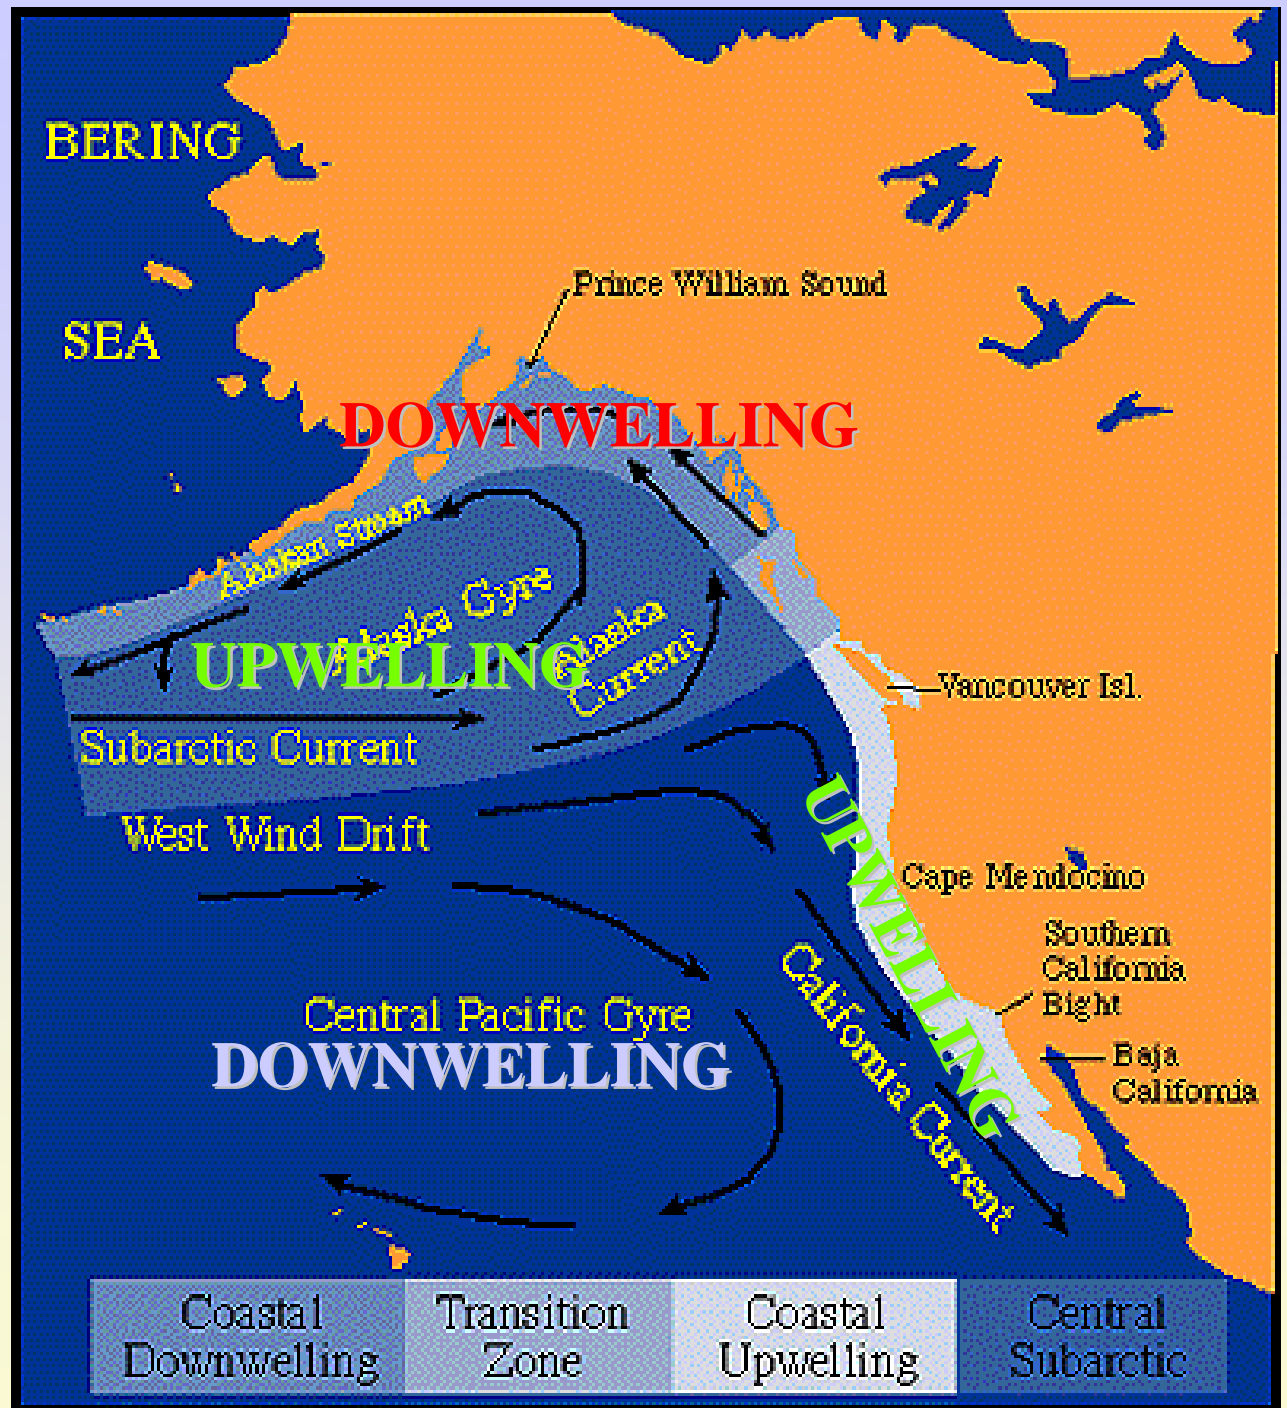 BERING
SEA
Prince William Sound
DOWNWELLING
Alaskan Stream
Alaska Gyre
Alaska
Current
UPWELLING
Vancouver Isl.
Subarctic Current
West Wind Drift
UPWELLING
Cape Mendocino
Southern
California
Bight
California Current
Central Pacific Gyre
DOWNWELLING
Baja
California
Coastal
Downwelling
Transition
Zone
Coastal
Upwelling
Central
Subarctic